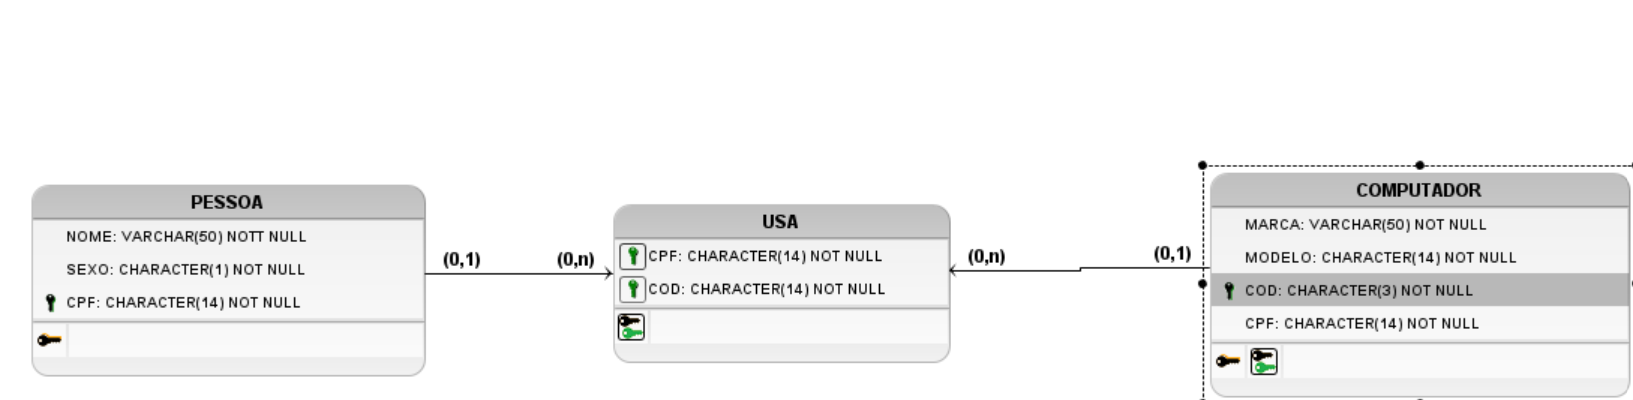 PESSOA
NOME: VARCHAR(50) NOTT NULL
SEXO: CHARACTER(1) NOT NULL
CPF: CHARACTER(14) NOT NULL
(0,1)
(0,n)
USA
CPF: CHARACTER(14) NOT NULL
COD: CHARACTER(14) NOT NULL
(0,n)
(0,1)
COMPUTADOR
MARCA: VARCHAR(50) NOT NULL
MODELO: CHARACTER(14) NOT NULL
COD: CHARACTER(3) NOT NULL
CPF: CHARACTER(14) NOT NULL